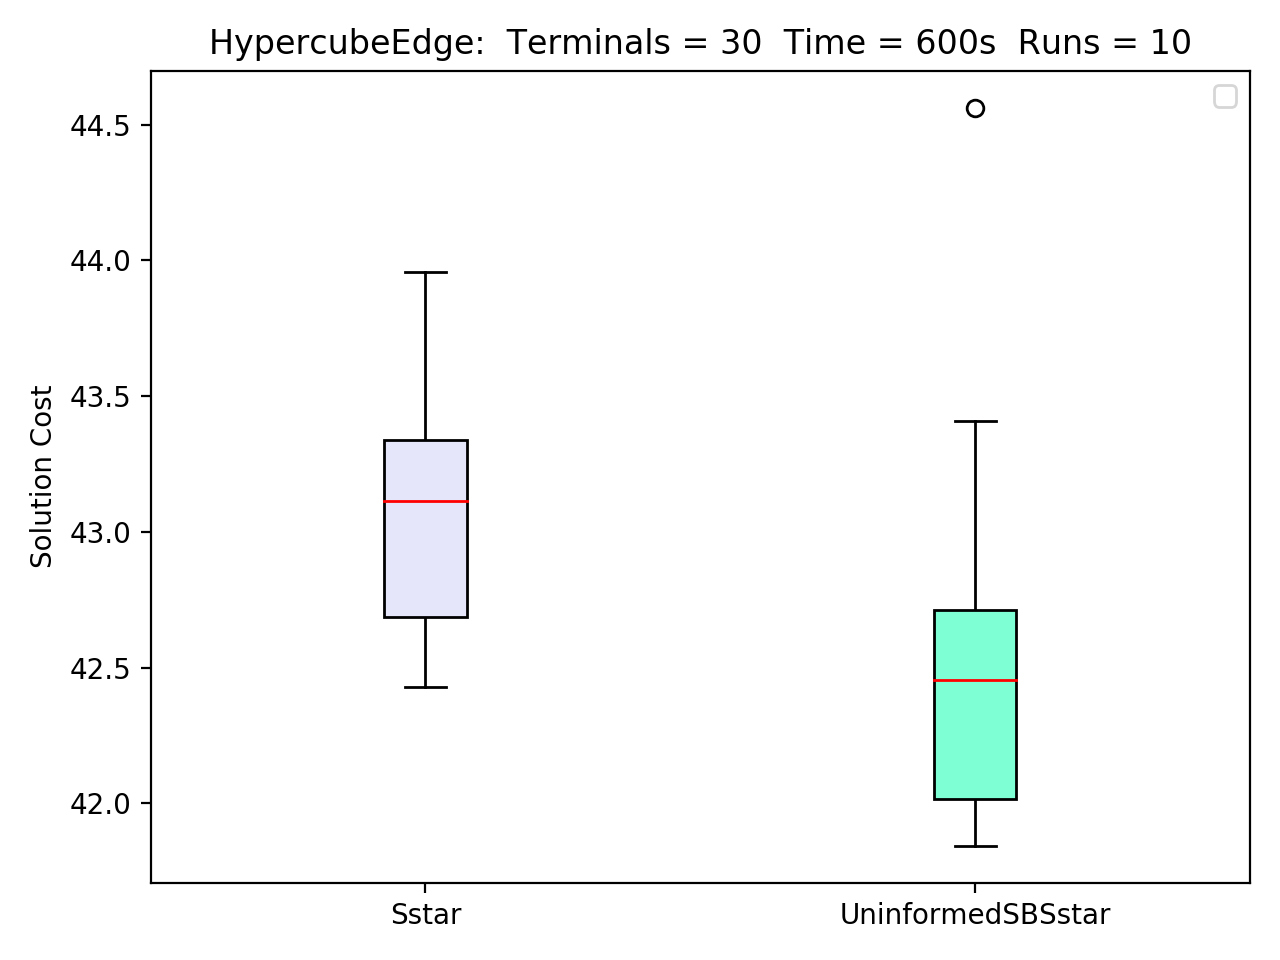 HypercubeEdge:  Terminals = 30  Time = 600s  Runs = 10
44.5
44.0
43.5
43.0
42.5
42.0
Solution Cost
Sstar
UninformedSBSstar